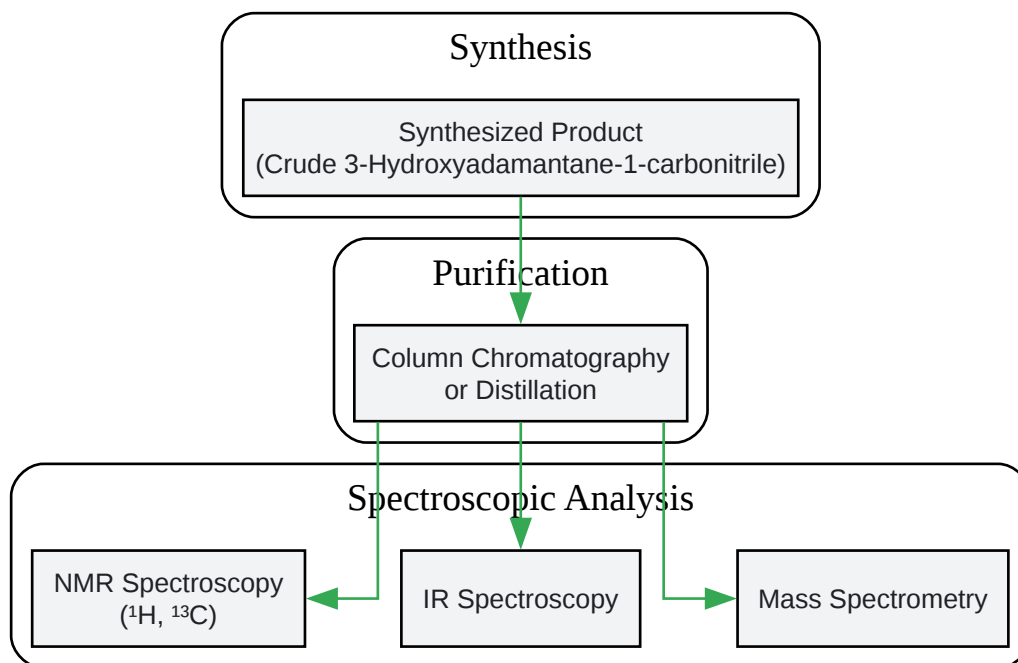 Synthesis
Synthesized Product
(Crude 3-Hydroxyadamantane-1-carbonitrile)
Purification
Column Chromatography
or Distillation
Spectroscopic Analysis
NMR Spectroscopy
(¹H, ¹³C)
IR Spectroscopy
Mass Spectrometry